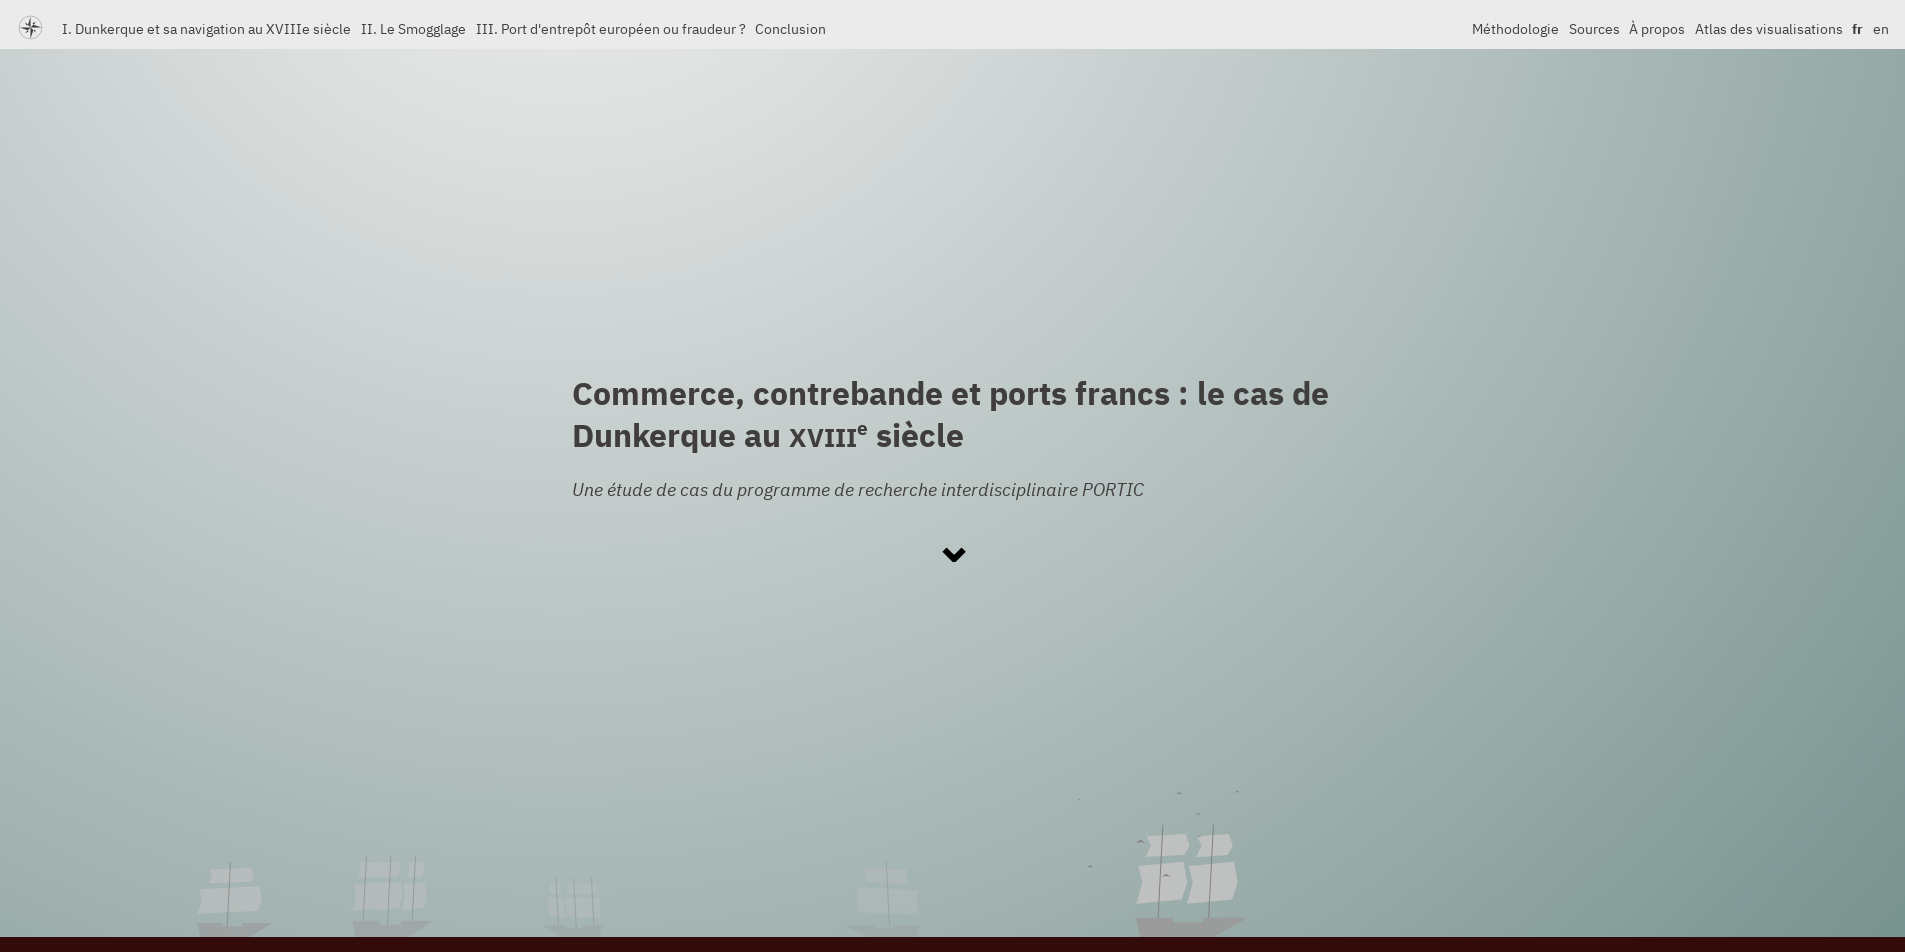 I. Dunkerque et sa navigation au XVIIIe siècle II. Le Smogglage III. Port d'entrepôt européen ou fraudeur ? Conclusion Méthodologie Sources À propos Atlas des visualisations fr en
Commerce, contrebande et ports francs : le cas de
Dunkerque au XVIIIe siècle
Une étude de cas du programme de recherche interdisciplinaire PORTIC